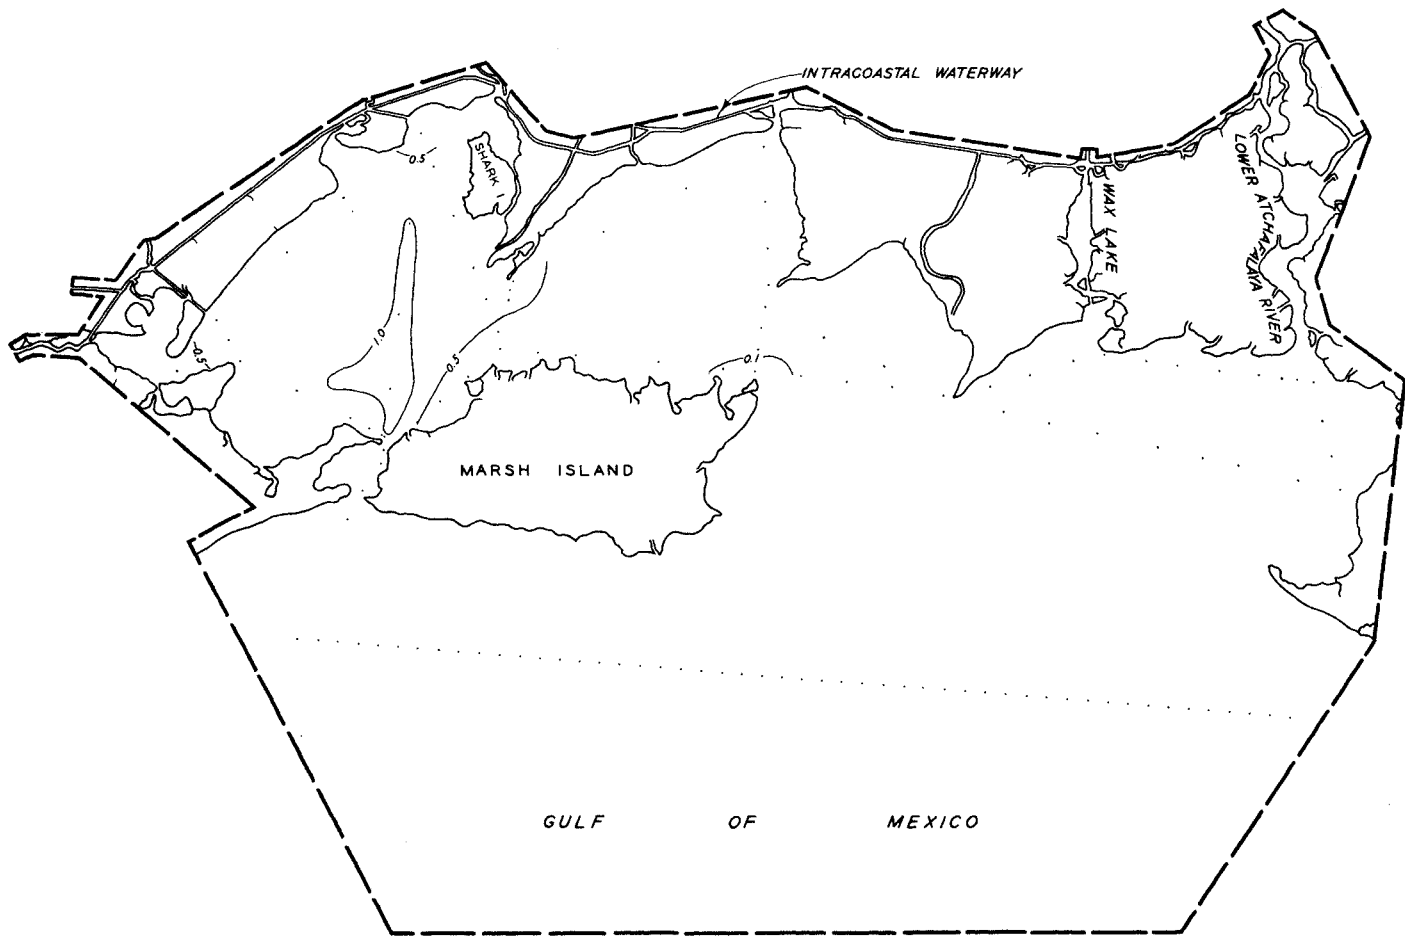 INTRACOASTAL WATERWAY
0.5
SHARK I
LOWER ATCHAFALAYA RIVER
WAX LAKE
1.0
0.5
0.5
0.1
MARSH ISLAND
GULF OF MEXICO